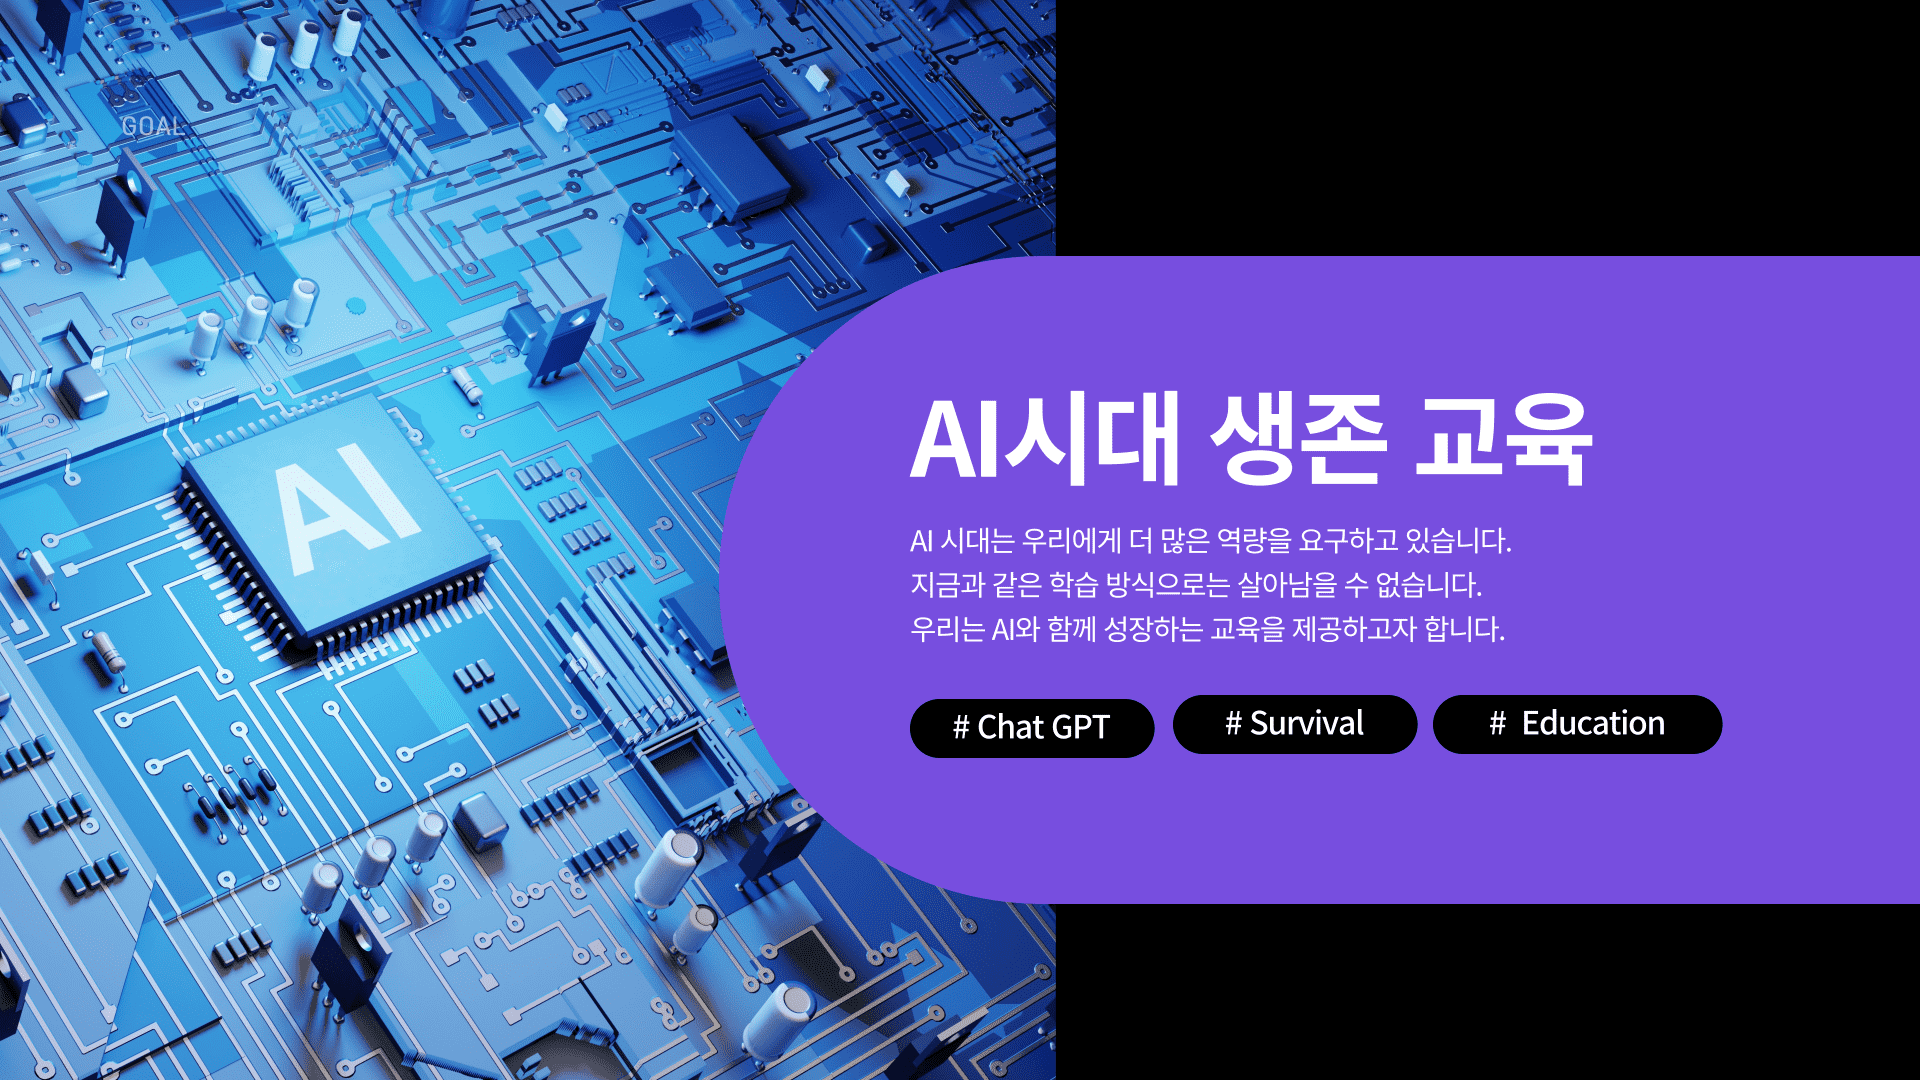 GOAL
AI
AI시대 생존 교육
AI 시대는 우리에게 더 많은 역량을 요구하고 있습니다.
지금과 같은 학습 방식으로는 살아남을 수 없습니다.
우리는 AI와 함께 성장하는 교육을 제공하고자 합니다.
# Chat GPT
# Survival
# Education